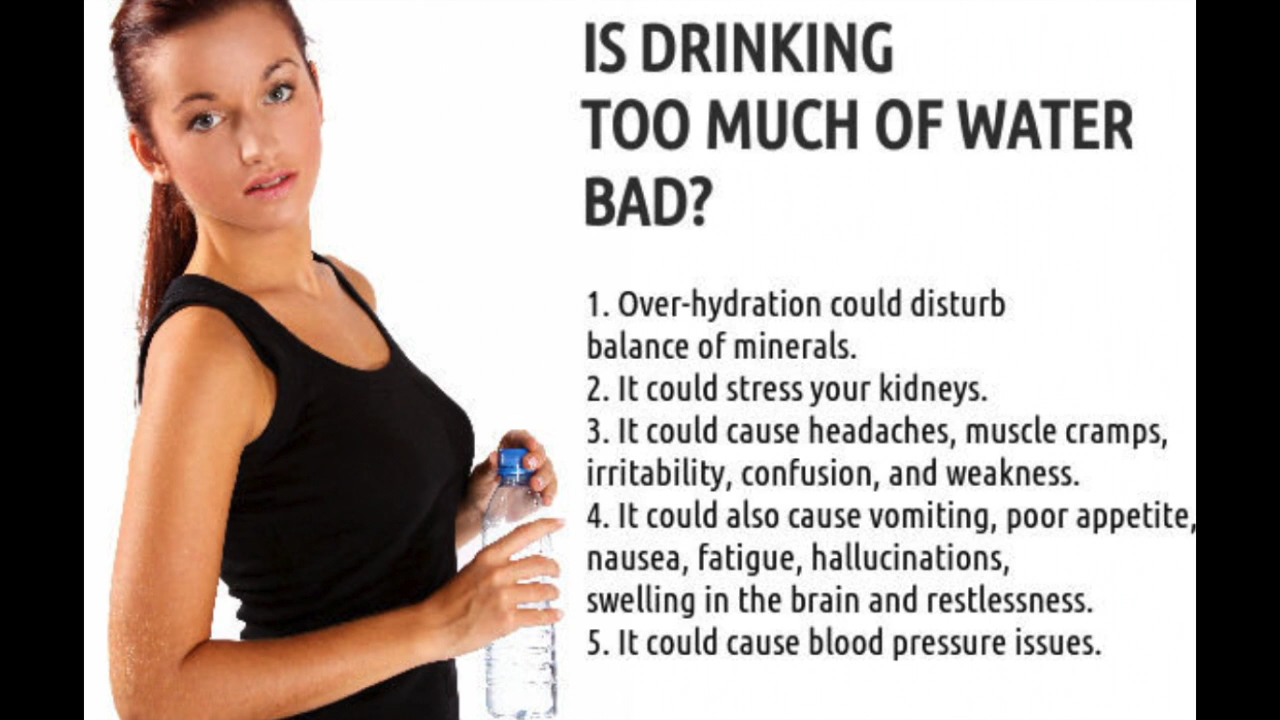 IS DRINKING
TOO MUCH OF WATER
BAD?
1. Over-hydration could disturb
balance of minerals.
2. It could stress your kidneys.
3. It could cause headaches, muscle cramps,
irritability, confusion, and weakness.
4. It could also cause vomiting, poor appetite,
nausea, fatigue, hallucinations,
swelling in the brain and restlessness.
5. It could cause blood pressure issues.